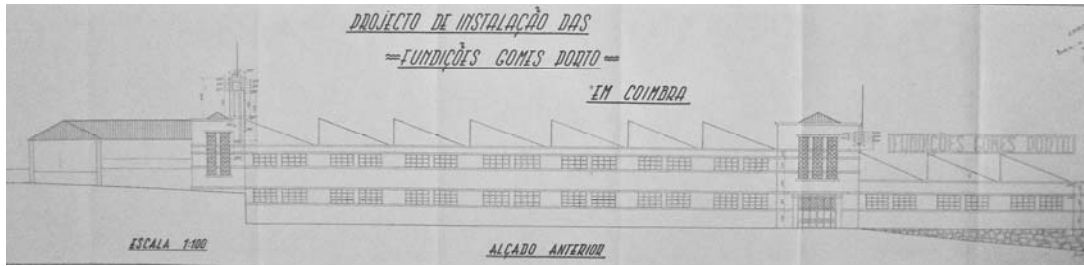 PROJECTO DE INSTALAÇÃO DAS
FUNDIÇÕES GOMES PORTO
EM COIMBRA
FUNDIÇÕES GOMES PORTO
ESCALA 1:100
ALÇADO ANTERIOR